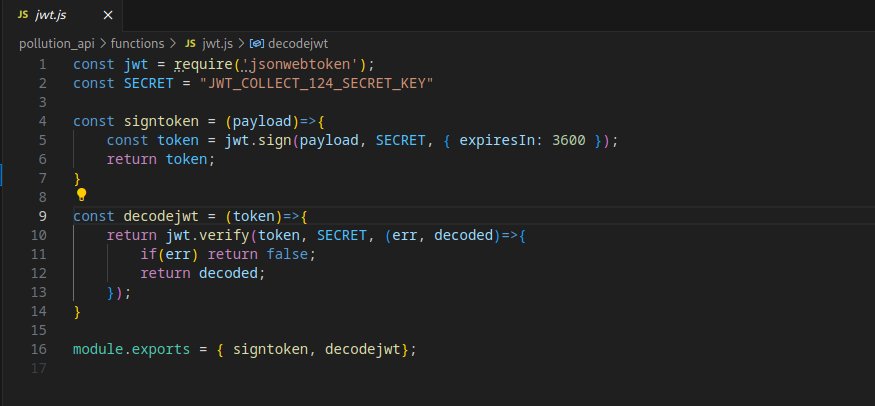 JS jwt.js ×
pollution_api > functions > JS jwt.js > decodejwt
1 const jwt = require('jsonwebtoken');
2 const SECRET = "JWT_COLLECT_124_SECRET_KEY"
3
4 const signtoken = (payload)=>{
5     const token = jwt.sign(payload, SECRET, { expiresIn: 3600 });
6     return token;
7 }
8
9 const decodejwt = (token)=>{
10     return jwt.verify(token, SECRET, (err, decoded)=>{
11         if(err) return false;
12         return decoded;
13     });
14 }
15
16 module.exports = { signtoken, decodejwt};
17